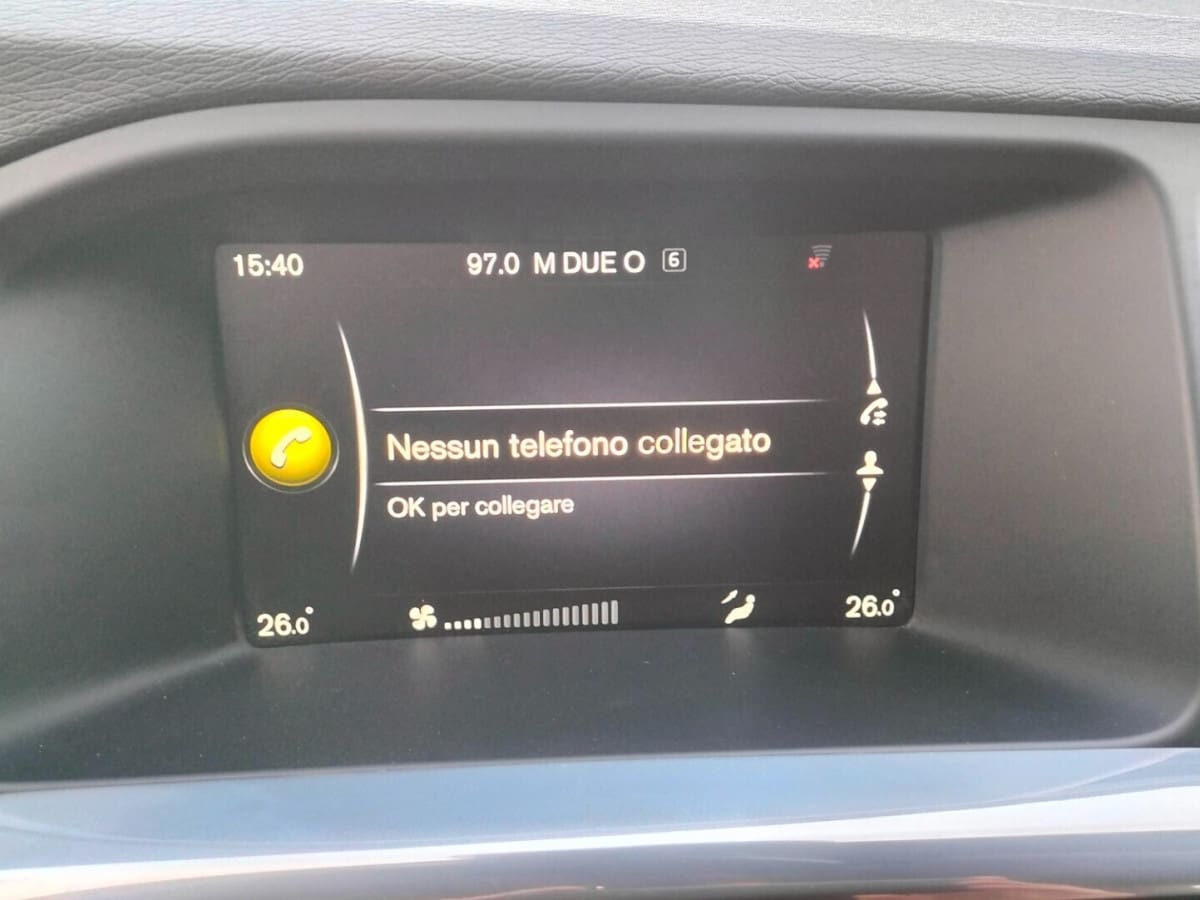 15:40 97.0 M DUE O 6
Nessun telefono collegato
OK per collegare
26.0° 26.0°